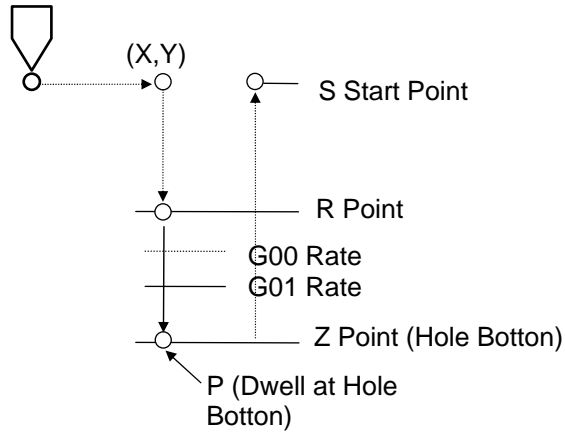 (X,Y)
S Start Point
R Point
G00 Rate
G01 Rate
Z Point (Hole Botton)
P (Dwell at Hole
Botton)